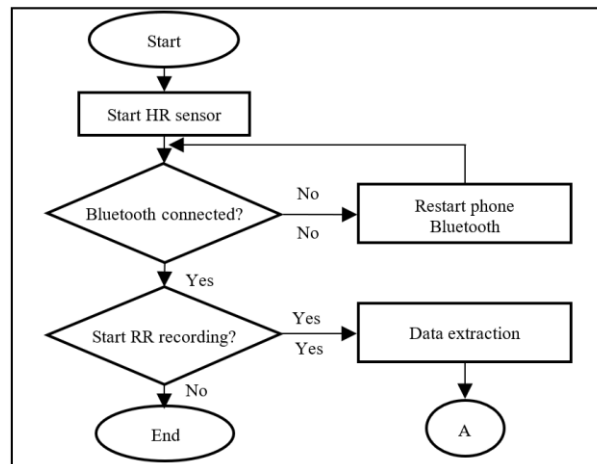 Start
Start HR sensor
No
Bluetooth connected?
No
Restart phone
Bluetooth
Yes
Start RR recording?
Yes
Yes
Data extraction
No
End
A